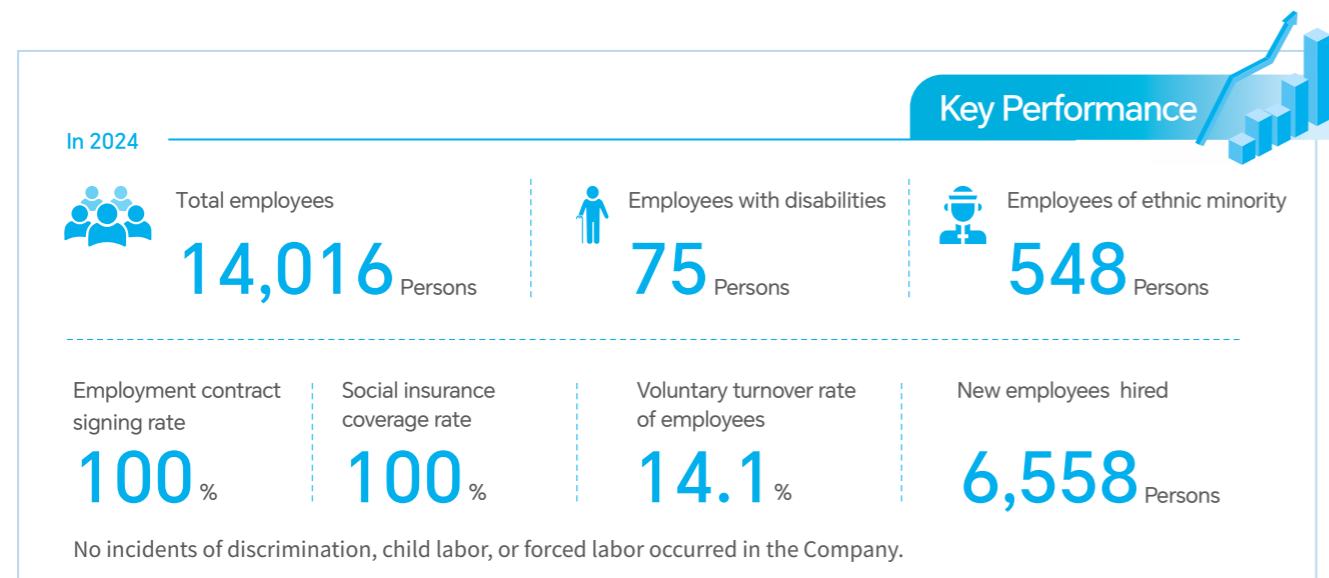 Key Performance
In 2024
Total employees
14,016 Persons
Employees with disabilities
75 Persons
Employees of ethnic minority
548 Persons
Employment contract
signing rate
100 %
Social insurance
coverage rate
100 %
Voluntary turnover rate
of employees
14.1 %
New employees hired
6,558 Persons
No incidents of discrimination, child labor, or forced labor occurred in the Company.